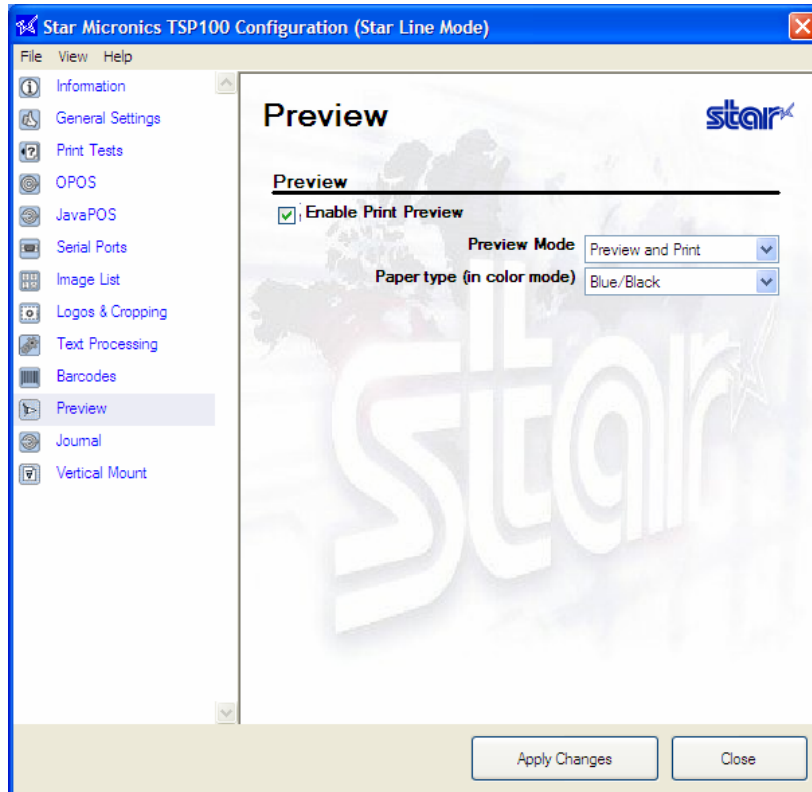 Star Micronics TSP100 Configuration (Star Line Mode)
File View Help
Information
General Settings
Print Tests
OPOS
JavaPOS
Serial Ports
Image List
Logos & Cropping
Text Processing
Barcodes
Preview
Journal
Vertical Mount
Preview
star
Preview
Enable Print Preview
Preview Mode Preview and Print
Paper type (in color mode) Blue/Black
star
Apply Changes Close